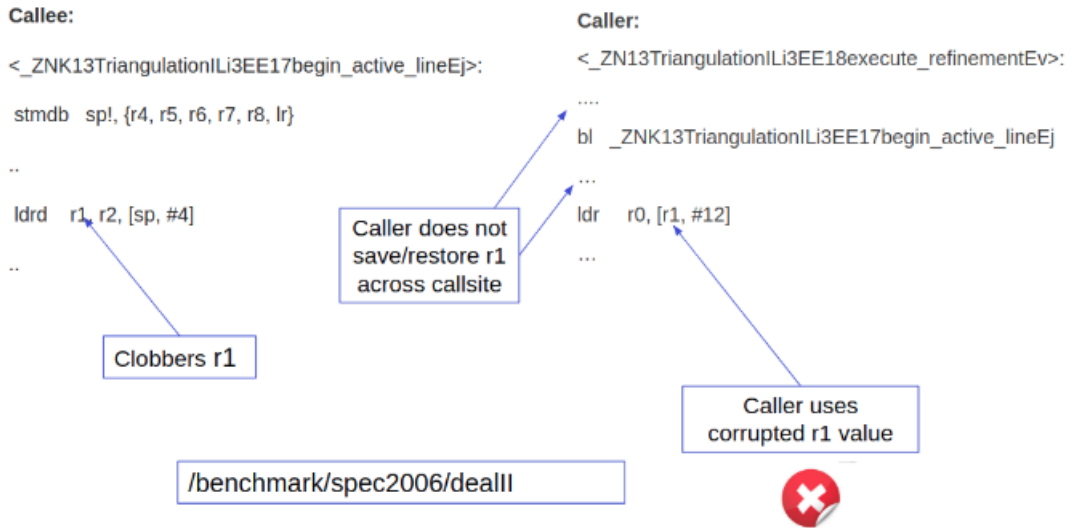 Callee:
<_ZNK13TriangulationILi3EE17begin_active_lineEj>:
stmdb sp!, {r4, r5, r6, r7, r8, lr}
..
ldrd r1, r2, [sp, #4]
..
Clobbers r1
Caller:
<_ZN13TriangulationILi3EE18execute_refinementEv>:
....
bl _ZNK13TriangulationILi3EE17begin_active_lineEj
...
ldr r0, [r1, #12]
...
Caller does not
save/restore r1
across callsite
Caller uses
corrupted r1 value
/benchmark/spec2006/dealII